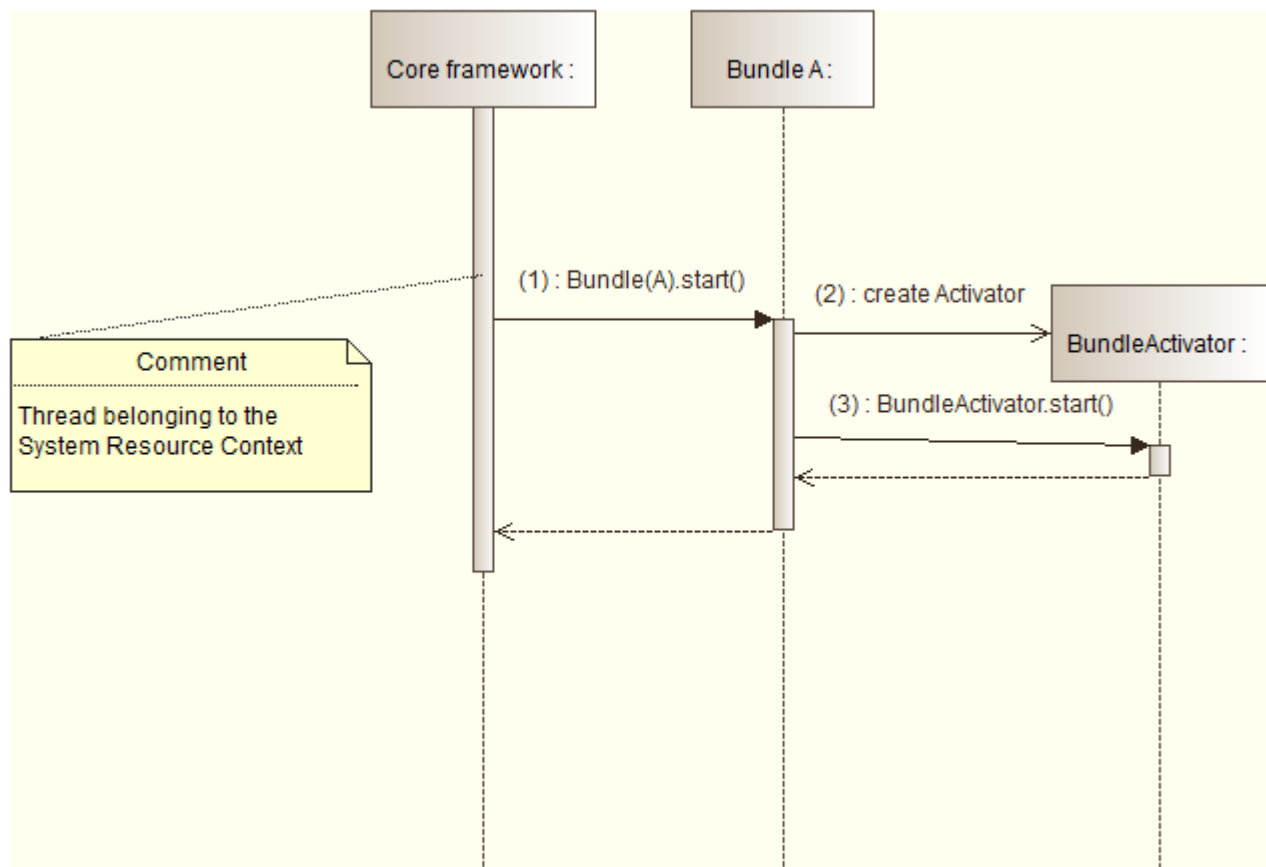 Core framework :
Bundle A:
(1) : Bundle(A).start()
(2) : create Activator
BundleActivator :
Comment
Thread belonging to the
System Resource Context
(3) : BundleActivator.start()